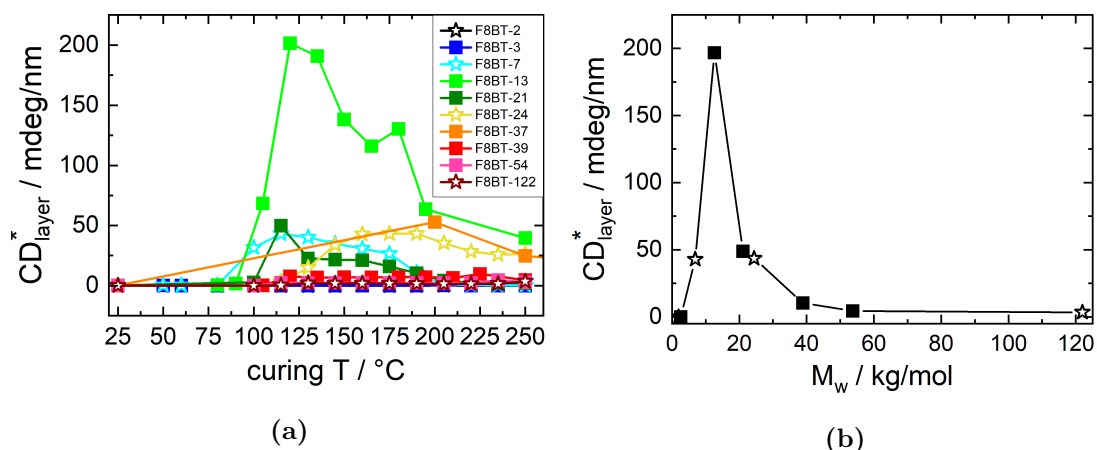 F8BT-2
F8BT-3
F8BT-7
F8BT-13
F8BT-21
F8BT-24
F8BT-37
F8BT-39
F8BT-54
F8BT-122
200
150
100
50
0
CD*layer / mdeg/nm
25 50 75 100 125 150 175 200 225 250
curing T / °C
(a)
200
150
100
50
0
CD*layer / mdeg/nm
0 20 40 60 80 100 120
Mw / kg/mol
(b)